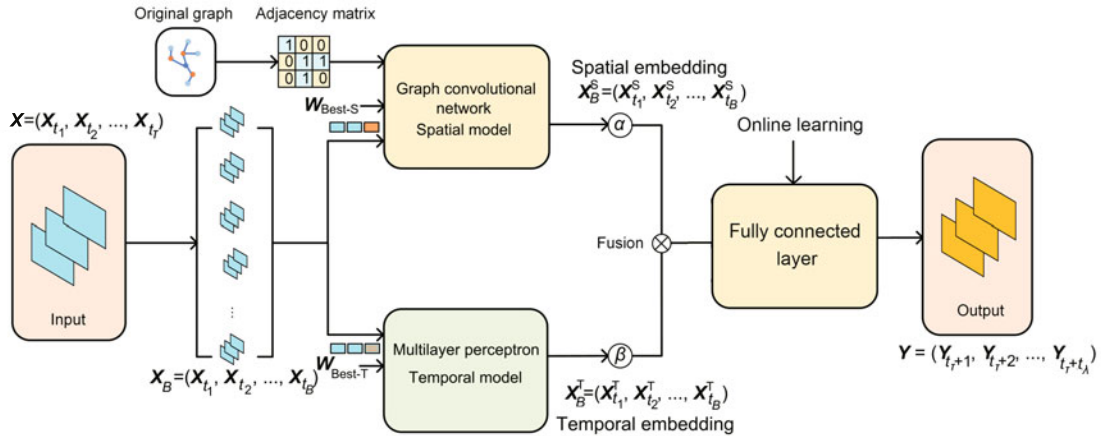 Original graph
Adjacency matrix
1 0 0
0 1 1
0 1 0
X=(X_{t_1}, X_{t_2}, ..., X_{t_T})
Input
...
X_B=(X_{t_1}, X_{t_2}, ..., X_{t_B})
W_{Best-S}
Graph convolutional
network
Spatial model
W_{Best-T}
Multilayer perceptron
Temporal model
Spatial embedding
X_B^S=(X_{t_1}^S, X_{t_2}^S, ..., X_{t_B}^S)
α
Fusion
β
X_B^T=(X_{t_1}^T, X_{t_2}^T, ..., X_{t_B}^T)
Temporal embedding
Online learning
Fully connected
layer
Output
Y = (Y_{t_T+1}, Y_{t_T+2}, ..., Y_{t_T+t_λ})